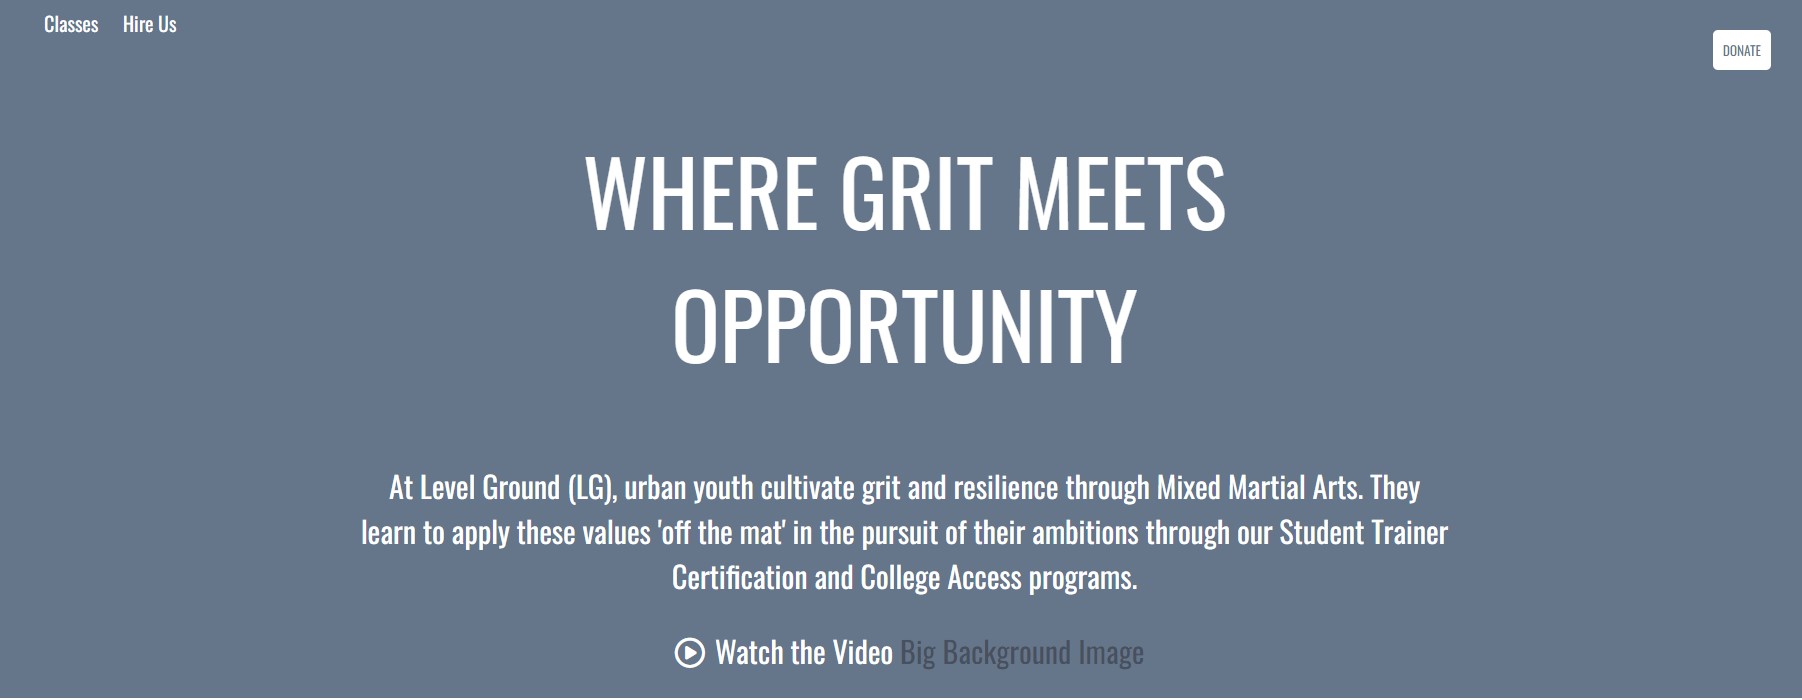 Classes Hire Us
DONATE
WHERE GRIT MEETS
OPPORTUNITY
At Level Ground (LG), urban youth cultivate grit and resilience through Mixed Martial Arts. They
learn to apply these values 'off the mat' in the pursuit of their ambitions through our Student Trainer
Certification and College Access programs.
Watch the Video Big Background Image